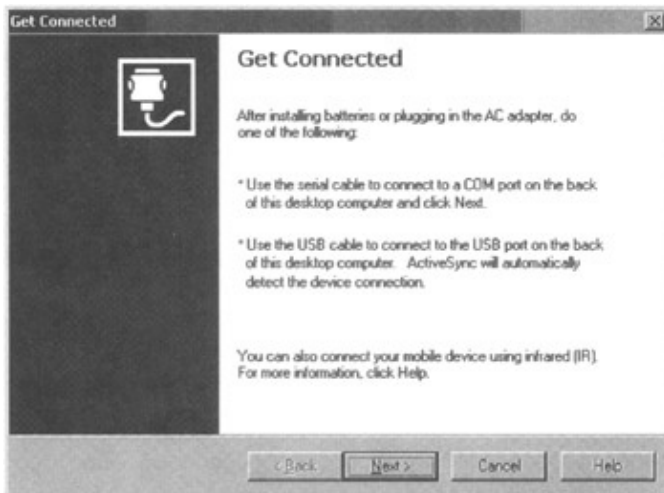 Get Connected
Get Connected
After installing batteries or plugging in the AC adapter, do
one of the following:
* Use the serial cable to connect to a COM port on the back
of this desktop computer and click Next.
* Use the USB cable to connect to the USB port on the back
of this desktop computer. ActiveSync will automatically
detect the device connection.
You can also connect your mobile device using infrared (IR).
For more information, click Help.
< Back Next > Cancel Help